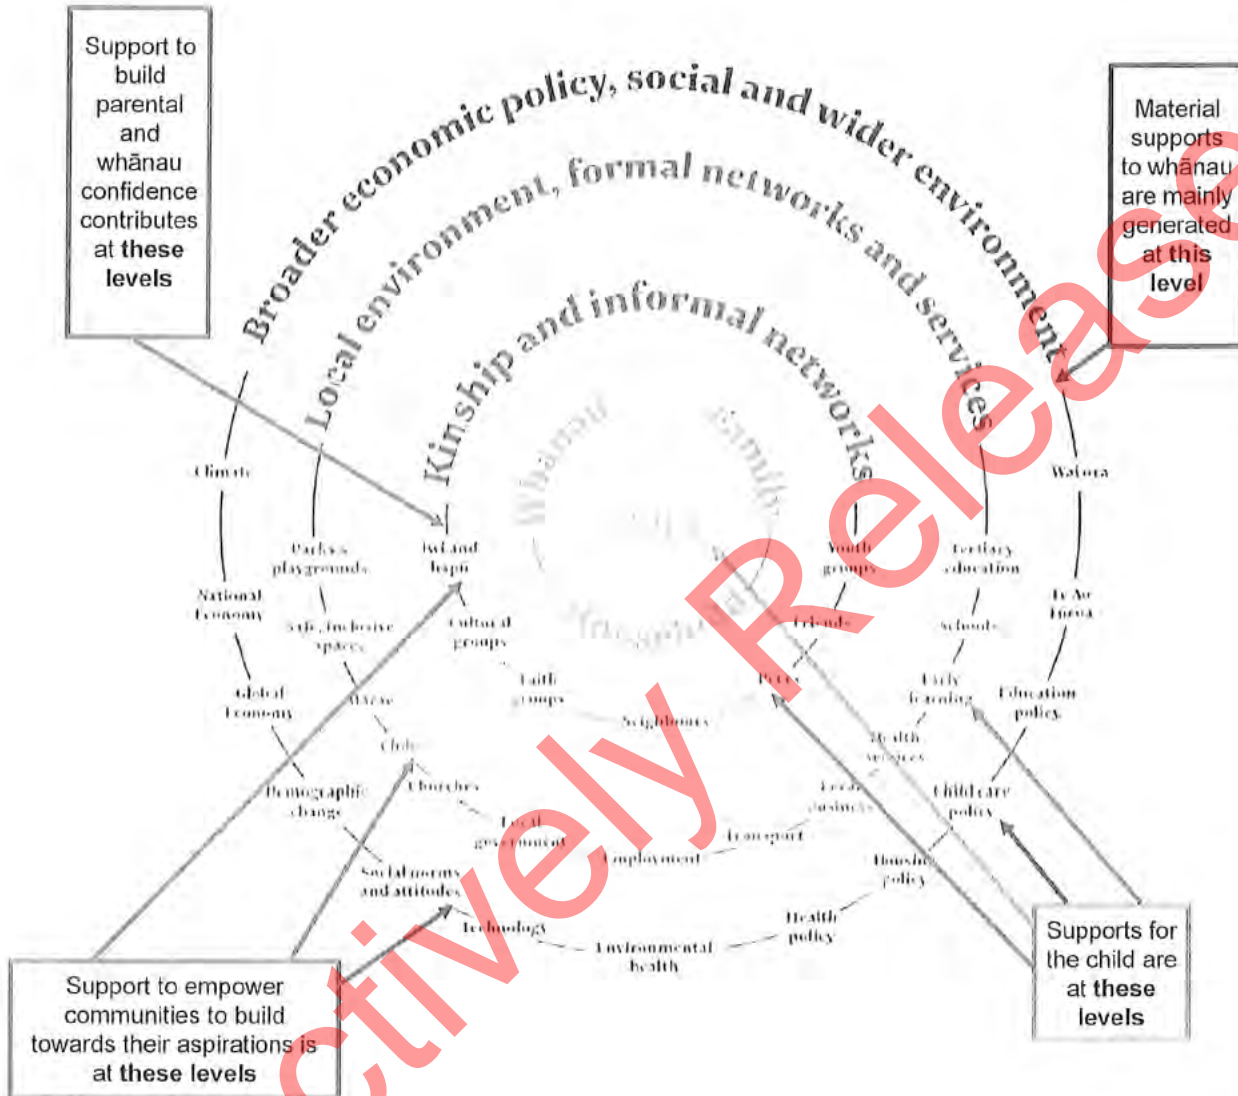 Support to
build
parental
and
whānau
confidence
contributes
at these
levels
Material
supports
to whānau
are mainly
generated
at this
level
Broader economic policy, social and wider environment
Local environment, formal networks and services
Kinship and informal networks
Whānau
Family
Climate
National
Economy
Global
Economy
Demographic
change
Social norms
and attitudes
Technology
Environmental
health
Health
policy
Housing
policy
Child care
policy
Education
policy
Te Ao
Tūroa
Waiora
Parks &
playgrounds
Safe, inclusive
spaces
Marae
Clubs
Churches
Local
government
Employment
Transport
Local
business
Health
services
Early
learning
Schools
Tertiary
education
Iwi and
hapū
Cultural
groups
Faith
groups
Neighbours
Peers
Friends
Youth
groups
Support to empower
communities to build
towards their aspirations is
at these levels
Supports for
the child are
at these
levels
ctively Release